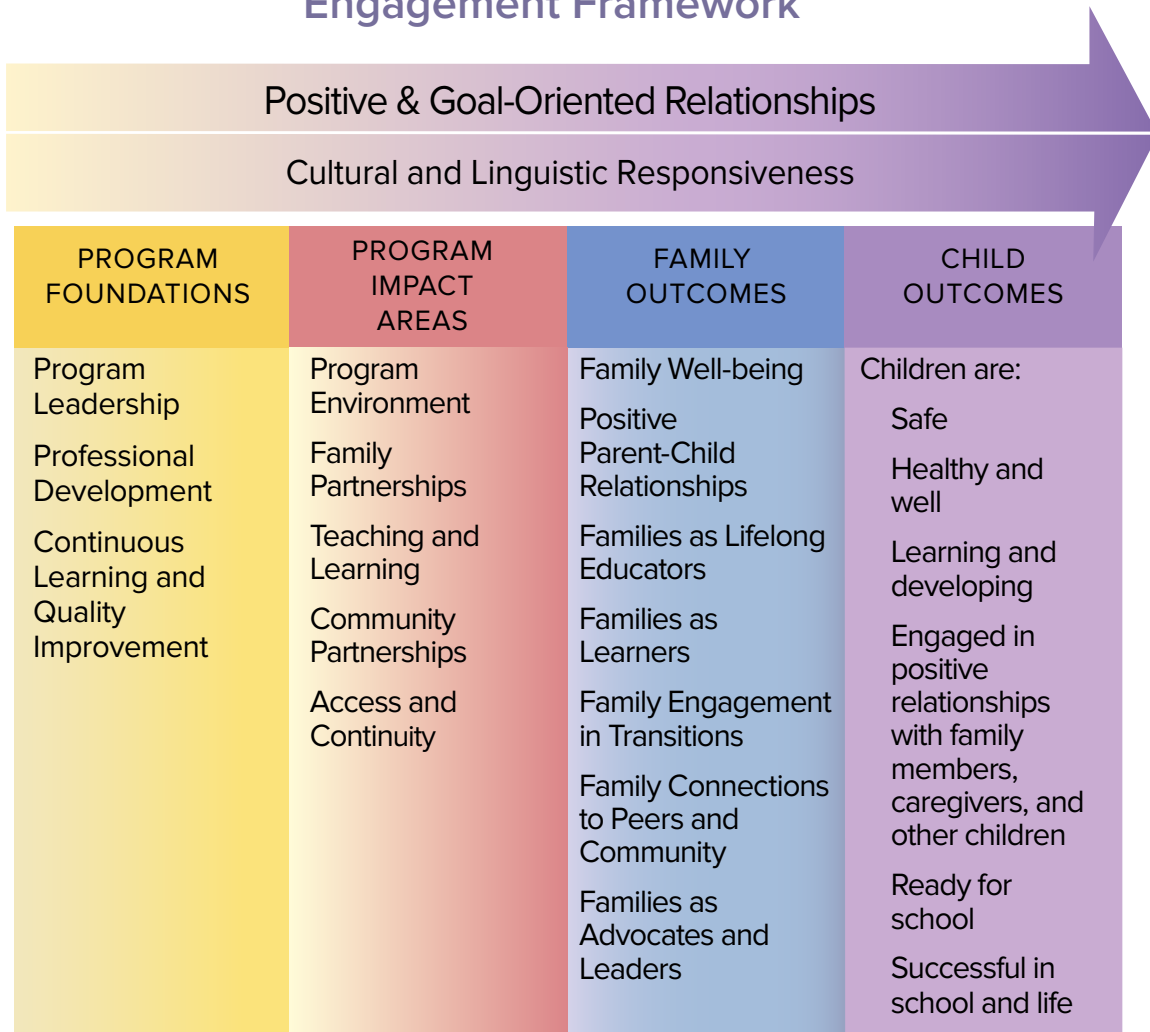 Engagement Framework
Positive & Goal-Oriented Relationships
Cultural and Linguistic Responsiveness
PROGRAM
FOUNDATIONS
Program
Leadership
Professional
Development
Continuous
Learning and
Quality
Improvement
PROGRAM
IMPACT
AREAS
Program
Environment
Family
Partnerships
Teaching and
Learning
Community
Partnerships
Access and
Continuity
FAMILY
OUTCOMES
Family Well-being
Positive
Parent-Child
Relationships
Families as Lifelong
Educators
Families as
Learners
Family Engagement
in Transitions
Family Connections
to Peers and
Community
Families as
Advocates and
Leaders
CHILD
OUTCOMES
Children are:
Safe
Healthy and
well
Learning and
developing
Engaged in
positive
relationships
with family
members,
caregivers, and
other children
Ready for
school
Successful in
school and life